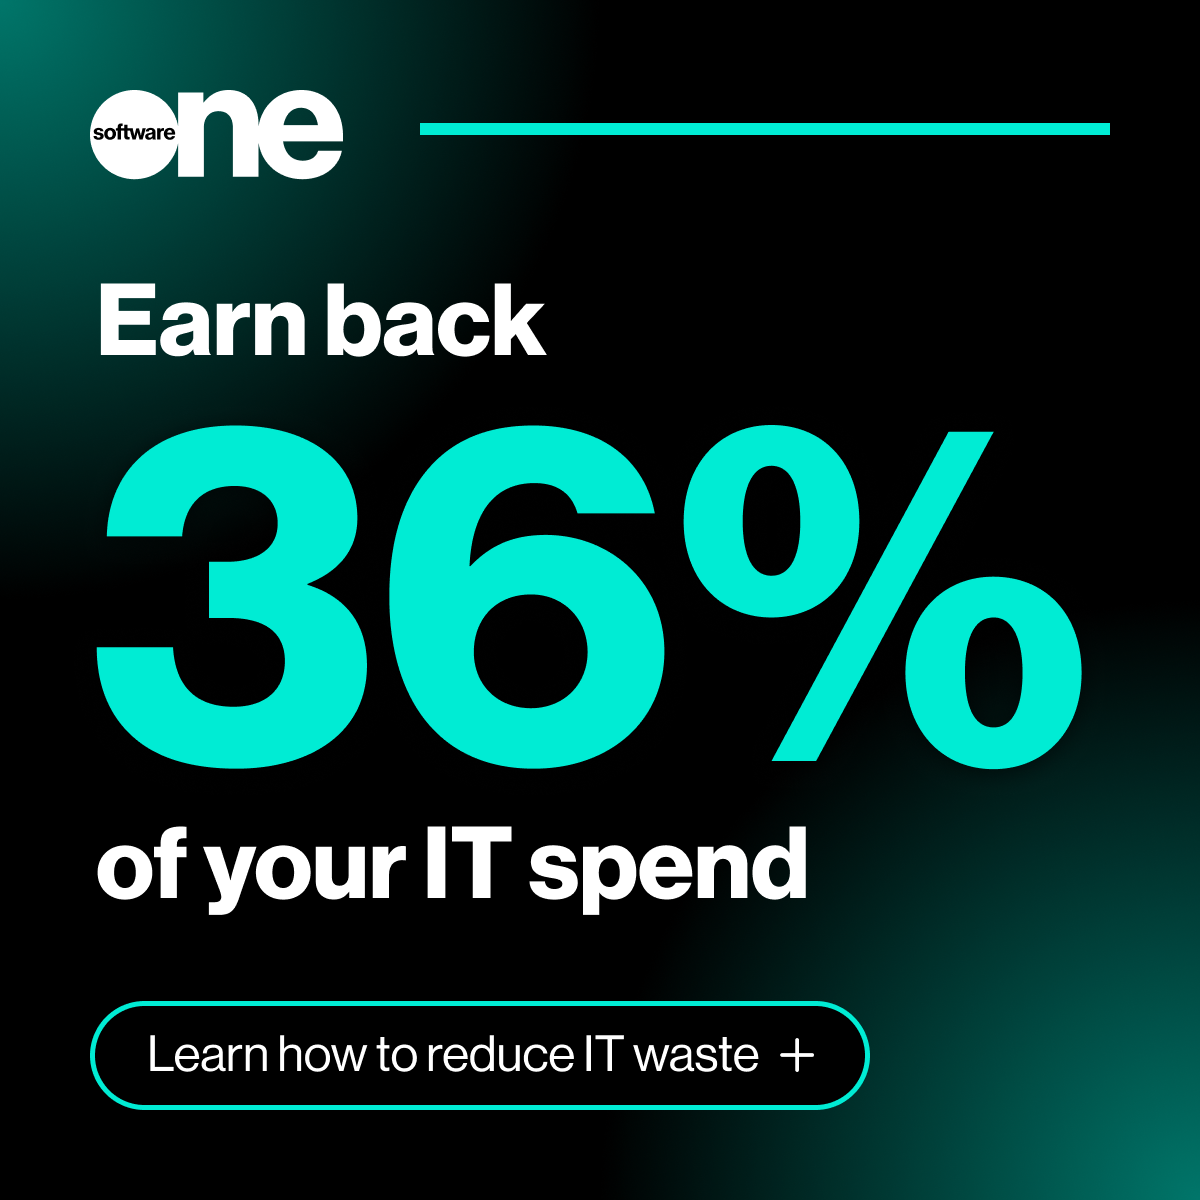 software one
Earn back
36%
of your IT spend
Learn how to reduce IT waste +